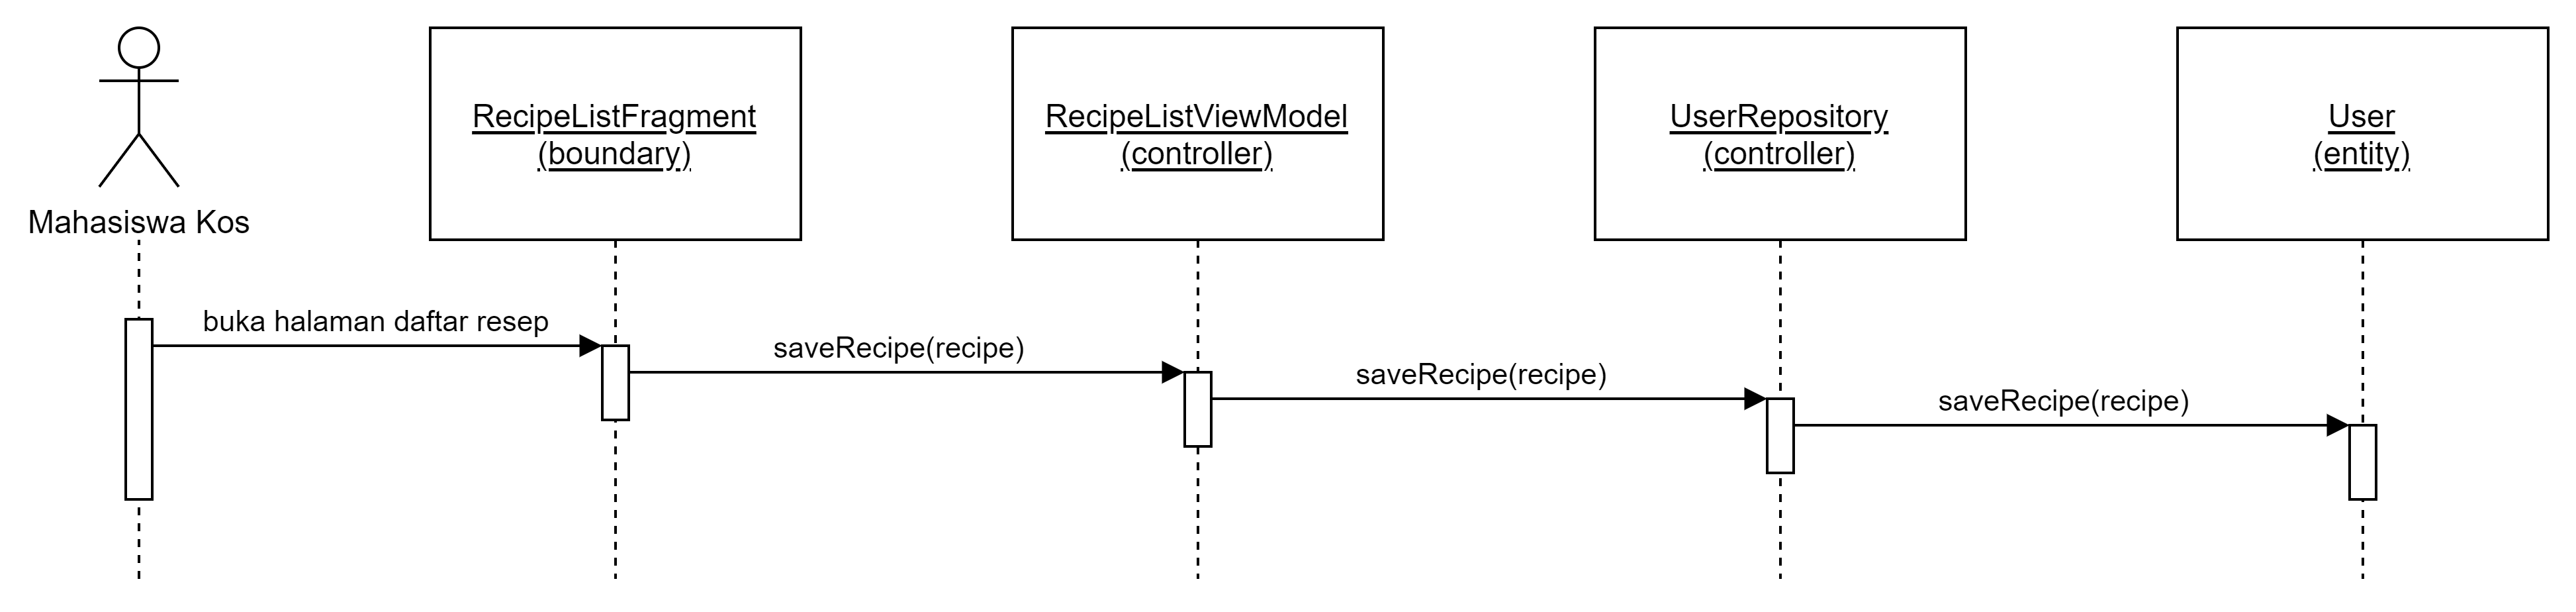 Mahasiswa Kos
RecipeListFragment
(boundary)
RecipeListViewModel
(controller)
UserRepository
(controller)
User
(entity)
buka halaman daftar resep
saveRecipe(recipe)
saveRecipe(recipe)
saveRecipe(recipe)